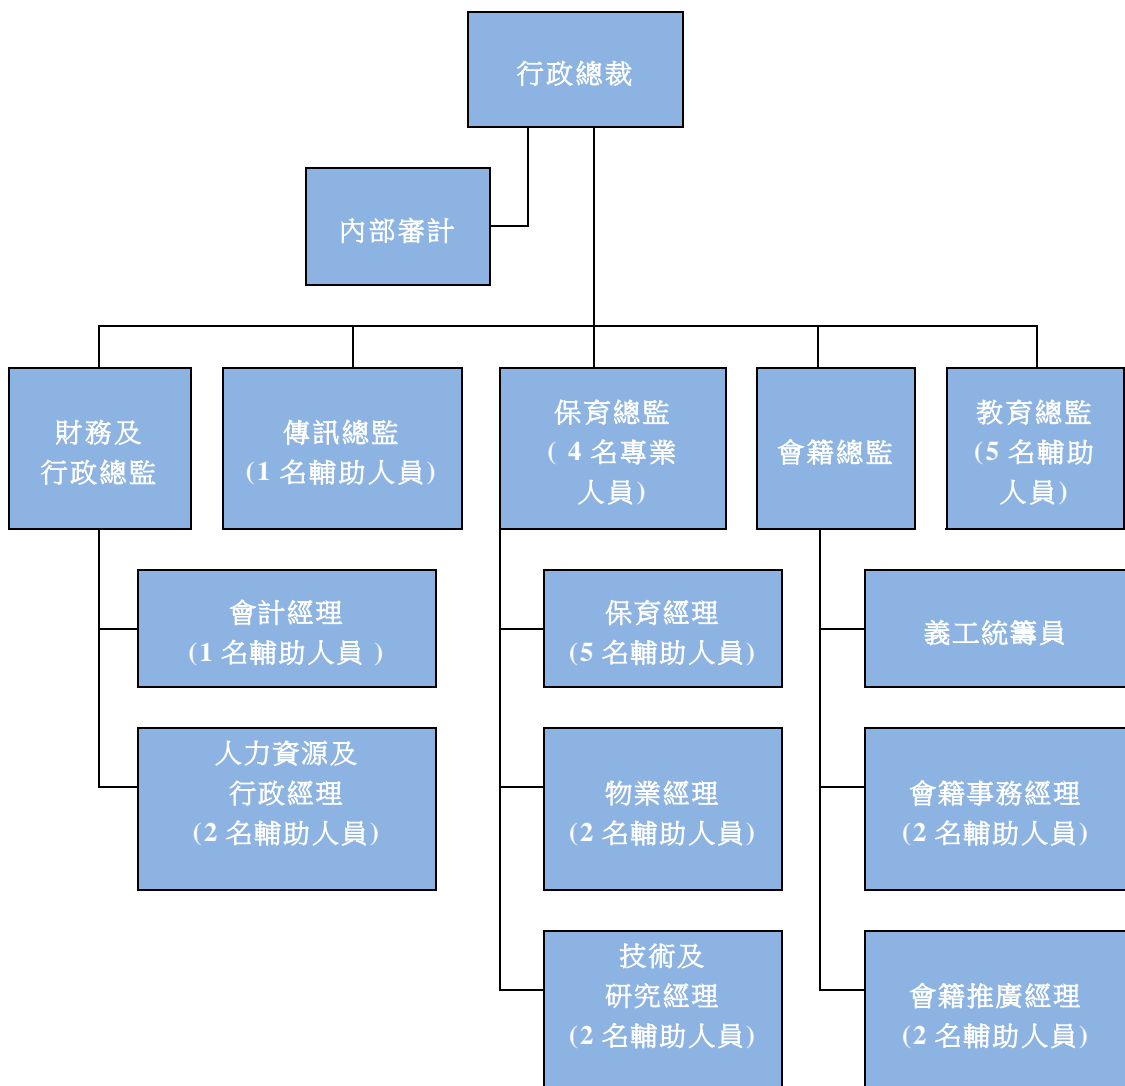 行政總裁
內部審計
財務及
行政總監
傳訊總監
(1 名輔助人員)
保育總監
( 4 名專業
人員)
會籍總監
教育總監
(5 名輔助
人員)
會計經理
(1 名輔助人員 )
人力資源及
行政經理
(2 名輔助人員)
保育經理
(5 名輔助人員)
物業經理
(2 名輔助人員)
技術及
研究經理
(2 名輔助人員)
義工統籌員
會籍事務經理
(2 名輔助人員)
會籍推廣經理
(2 名輔助人員)